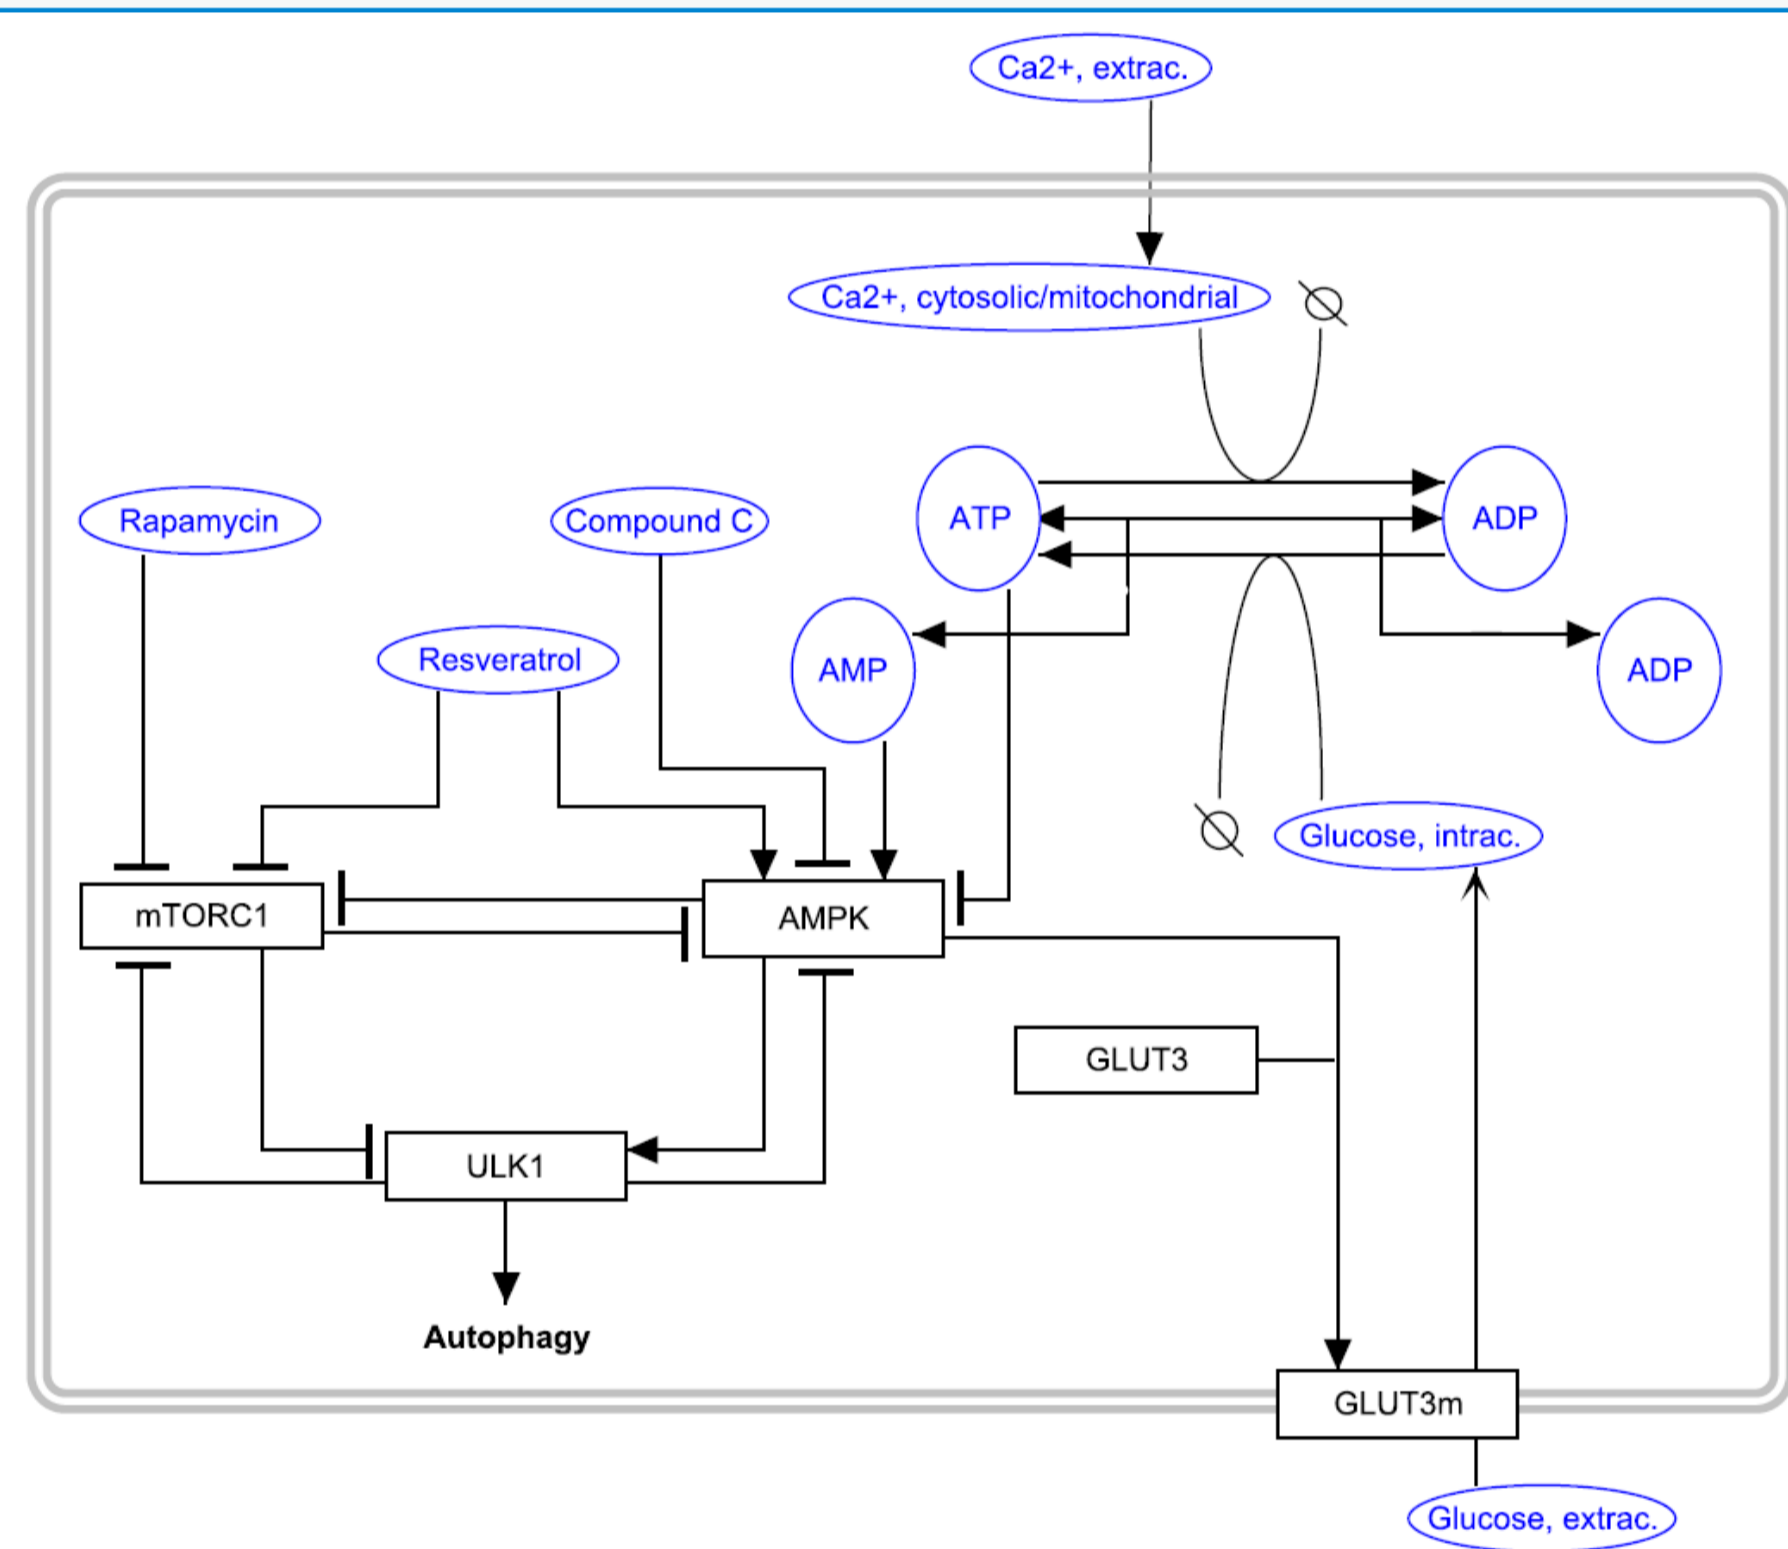 Ca2+, extrac.
Ca2+, cytosolic/mitochondrial
ATP
ADP
Rapamycin
Compound C
Resveratrol
AMP
ADP
Glucose, intrac.
mTORC1
AMPK
GLUT3
ULK1
Autophagy
GLUT3m
Glucose, extrac.